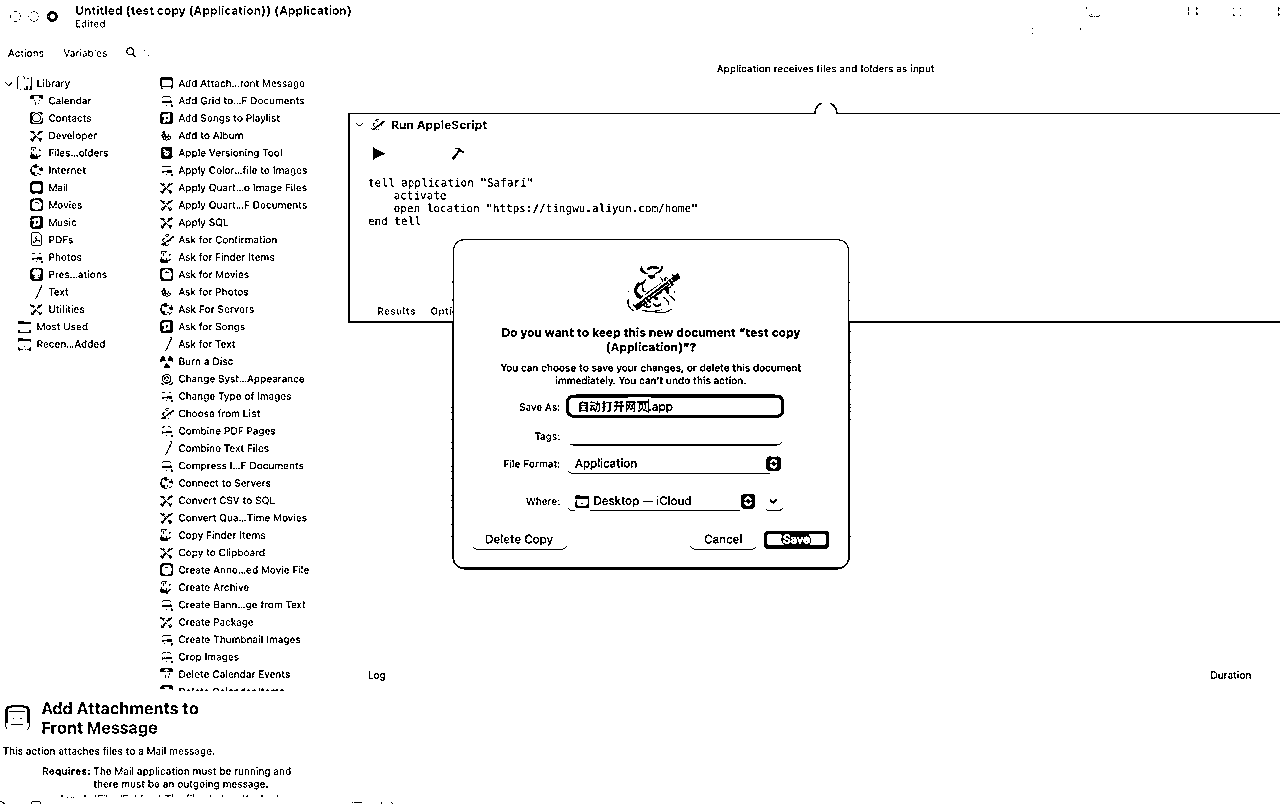 Untitled (test copy (Application)) (Application)
Edited
Actions
Variables
Application receives files and folders as input
Library
Calendar
Contacts
Developer
Files...olders
Internet
Mail
Movies
Music
PDFs
Photos
Pres...ations
Text
Utilities
Most Used
Recen...Added
Add Attach...ront Message
Add Grid to...F Documents
Add Songs to Playlist
Add to Album
Apple Versioning Tool
Apply Color...file to Images
Apply Quart...o Image Files
Apply Quart...F Documents
Apply SQL
Ask for Confirmation
Ask for Finder Items
Ask for Movies
Ask for Photos
Ask For Servers
Ask for Songs
Ask for Text
Burn a Disc
Change Syst...Appearance
Change Type of Images
Choose from List
Combine PDF Pages
Combine Text Files
Compress I...F Documents
Connect to Servers
Convert CSV to SQL
Convert Qua...Time Movies
Copy Finder Items
Copy to Clipboard
Create Anno...ed Movie File
Create Archive
Create Bann...ge from Text
Create Package
Create Thumbnail Images
Crop Images
Delete Calendar Events
Run AppleScript
tell application "Safari"
activate
open location "https://tingwu.aliyun.com/home"
end tell
Results
Do you want to keep this new document “test copy
(Application)”?
You can choose to save your changes, or delete this document
immediately. You can't undo this action.
Save As: 自动打开网页.app
Tags:
File Format: Application
Where: Desktop — iCloud
Delete Copy
Cancel
Save
Log
Duration
Add Attachments to
Front Message
This action attaches files to a Mail message.
Requires: The Mail application must be running and
there must be an outgoing message.